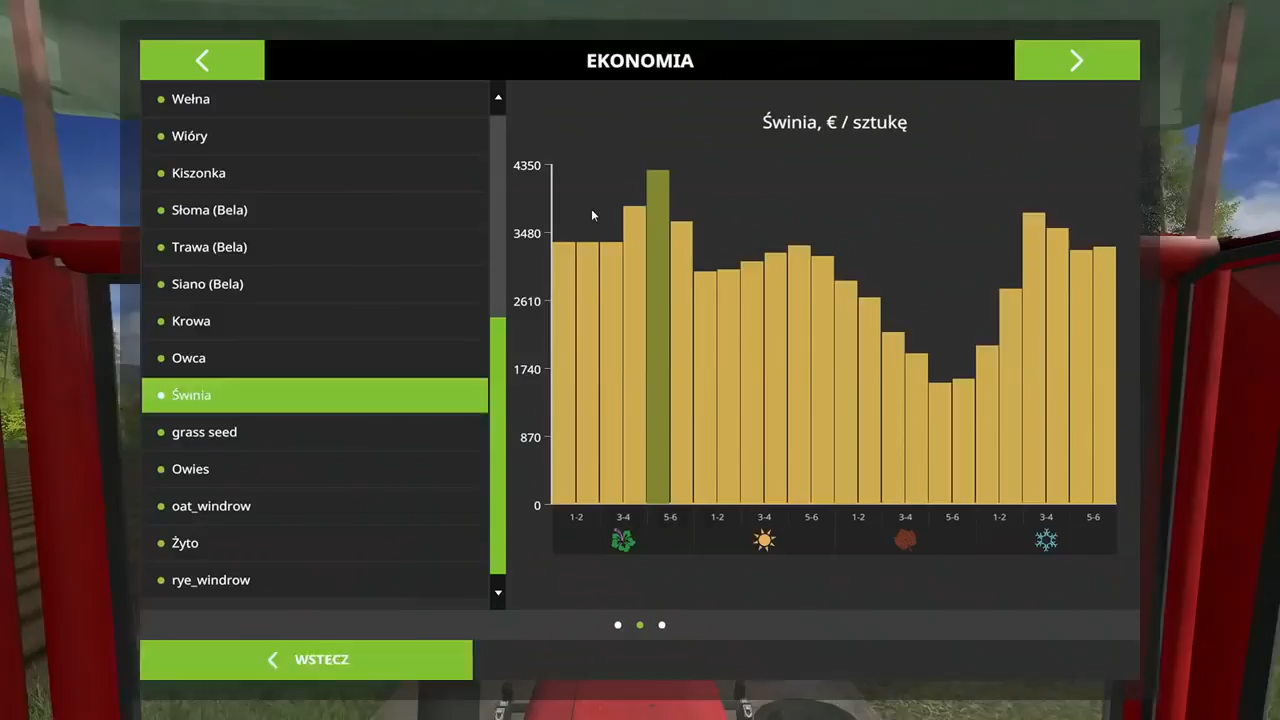 EKONOMIA
Wełna
Wióry
Kiszonka
Słoma (Bela)
Trawa (Bela)
Siano (Bela)
Krowa
Owca
Świnia
grass seed
Owies
oat_windrow
Żyto
rye_windrow
Świnia, € / sztukę
4350
3480
2610
1740
870
0
1-2 3-4 5-6 1-2 3-4 5-6 1-2 3-4 5-6 1-2 3-4 5-6
WSTECZ